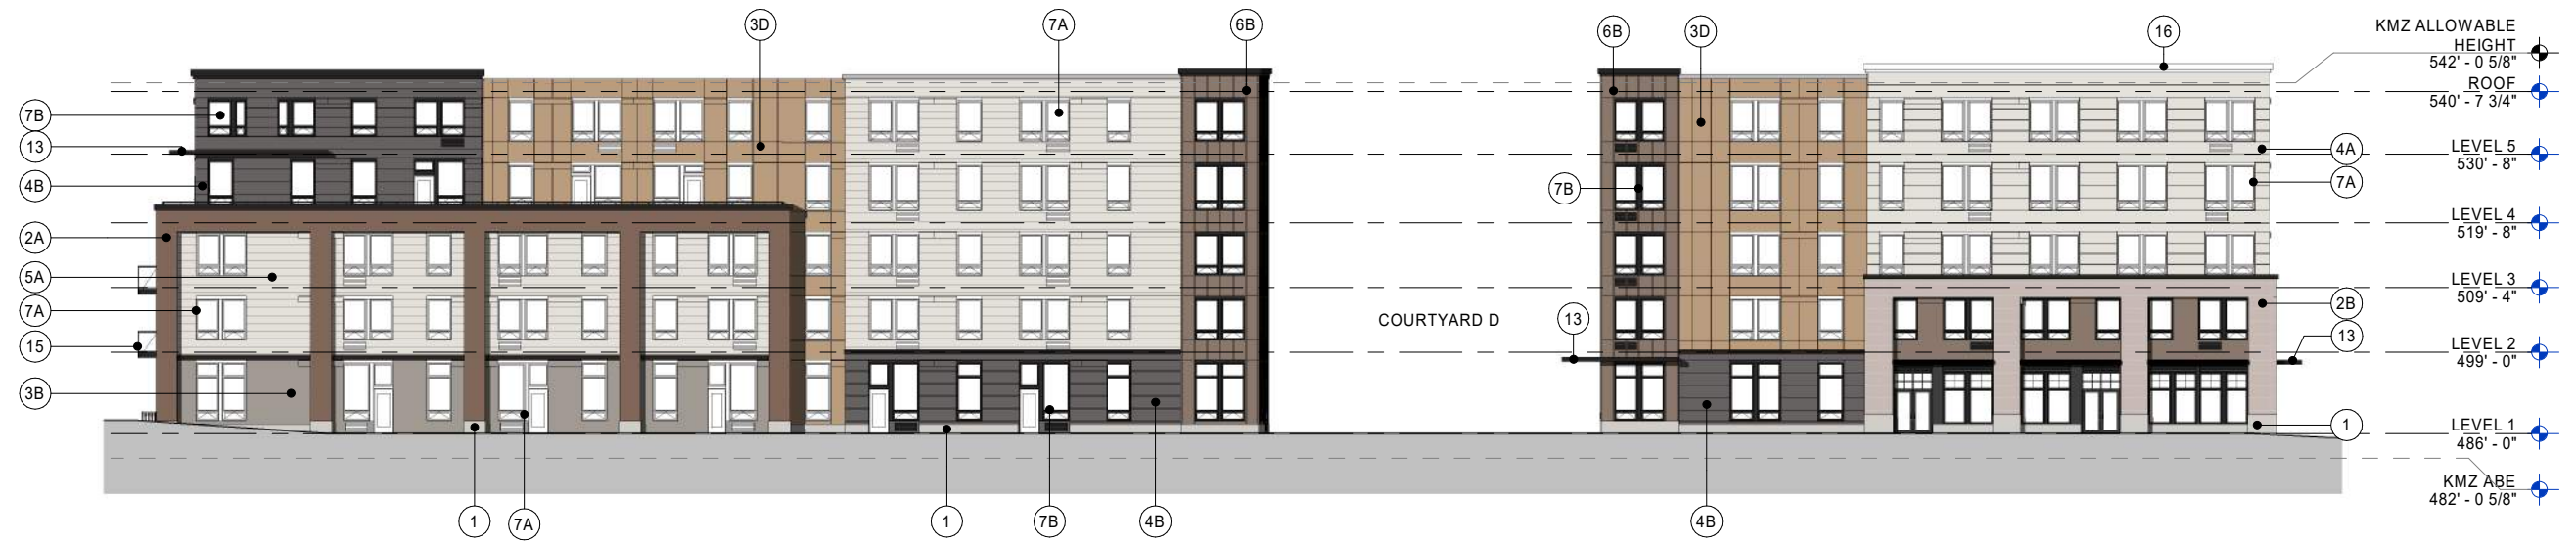 3D
7A
6B
6B
3D
16
KMZ ALLOWABLE
HEIGHT
542' - 0 5/8"
ROOF
540' - 7 3/4"
7B
13
4B
2A
5A
7A
15
3B
4A
7A
7B
LEVEL 5
530' - 8"
LEVEL 4
519' - 8"
LEVEL 3
509' - 4"
COURTYARD D
13
2B
13
LEVEL 2
499' - 0"
1
LEVEL 1
486' - 0"
KMZ ABE
482' - 0 5/8"
1
7A
1
7B
4B
4B